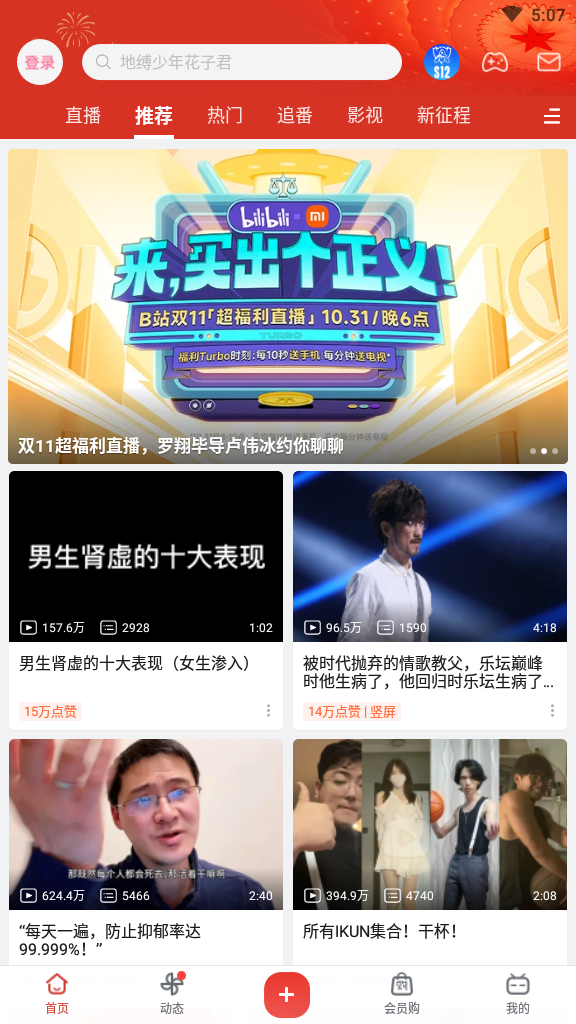 5:07
登录
地缚少年花子君
S12
直播 推荐 热门 追番 影视 新征程
bilibili mi
来,买出个正义!
B站双11「超福利直播」10.31/晚6点
TURBO
福利Turbo时刻:每10秒送手机 每分钟送电视*
双11超福利直播，罗翔毕导卢伟冰约你聊聊
男生肾虚的十大表现
157.6万 2928 1:02
96.5万 1590 4:18
男生肾虚的十大表现（女生渗入）
被时代抛弃的情歌教父，乐坛巅峰
时他生病了，他回归时乐坛生病了...
15万点赞
14万点赞 | 竖屏
那既然每个人都会死去,那活着干嘛啊
624.4万 5466 2:40
394.9万 4740 2:08
“每天一遍，防止抑郁率达
99.999%！”
所有IKUN集合！干杯！
首页 动态 会员购 我的